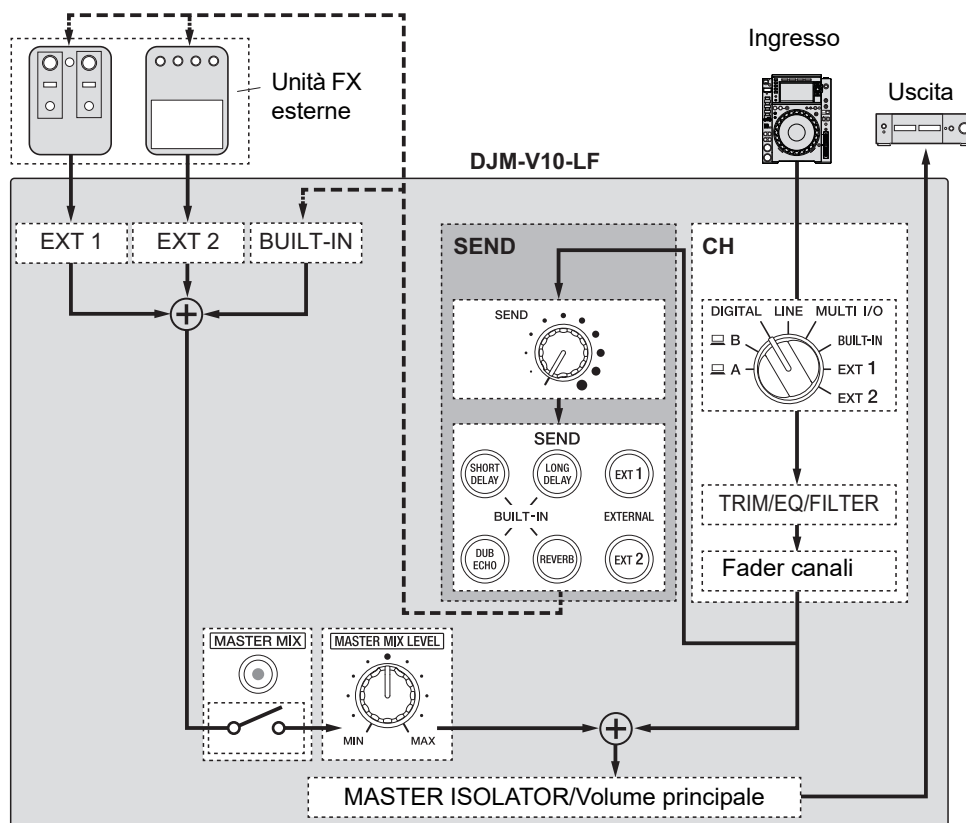 Ingresso
Unità FX
esterne
Uscita
DJM-V10-LF
EXT 1
EXT 2
BUILT-IN
SEND
SEND
SEND
SHORT
DELAY
LONG
DELAY
EXT 1
BUILT-IN
EXTERNAL
DUB
ECHO
REVERB
EXT 2
CH
DIGITAL
LINE
MULTI I/O
B
BUILT-IN
A
EXT 1
EXT 2
TRIM/EQ/FILTER
Fader canali
MASTER MIX
MASTER MIX LEVEL
MIN
MAX
MASTER ISOLATOR/Volume principale